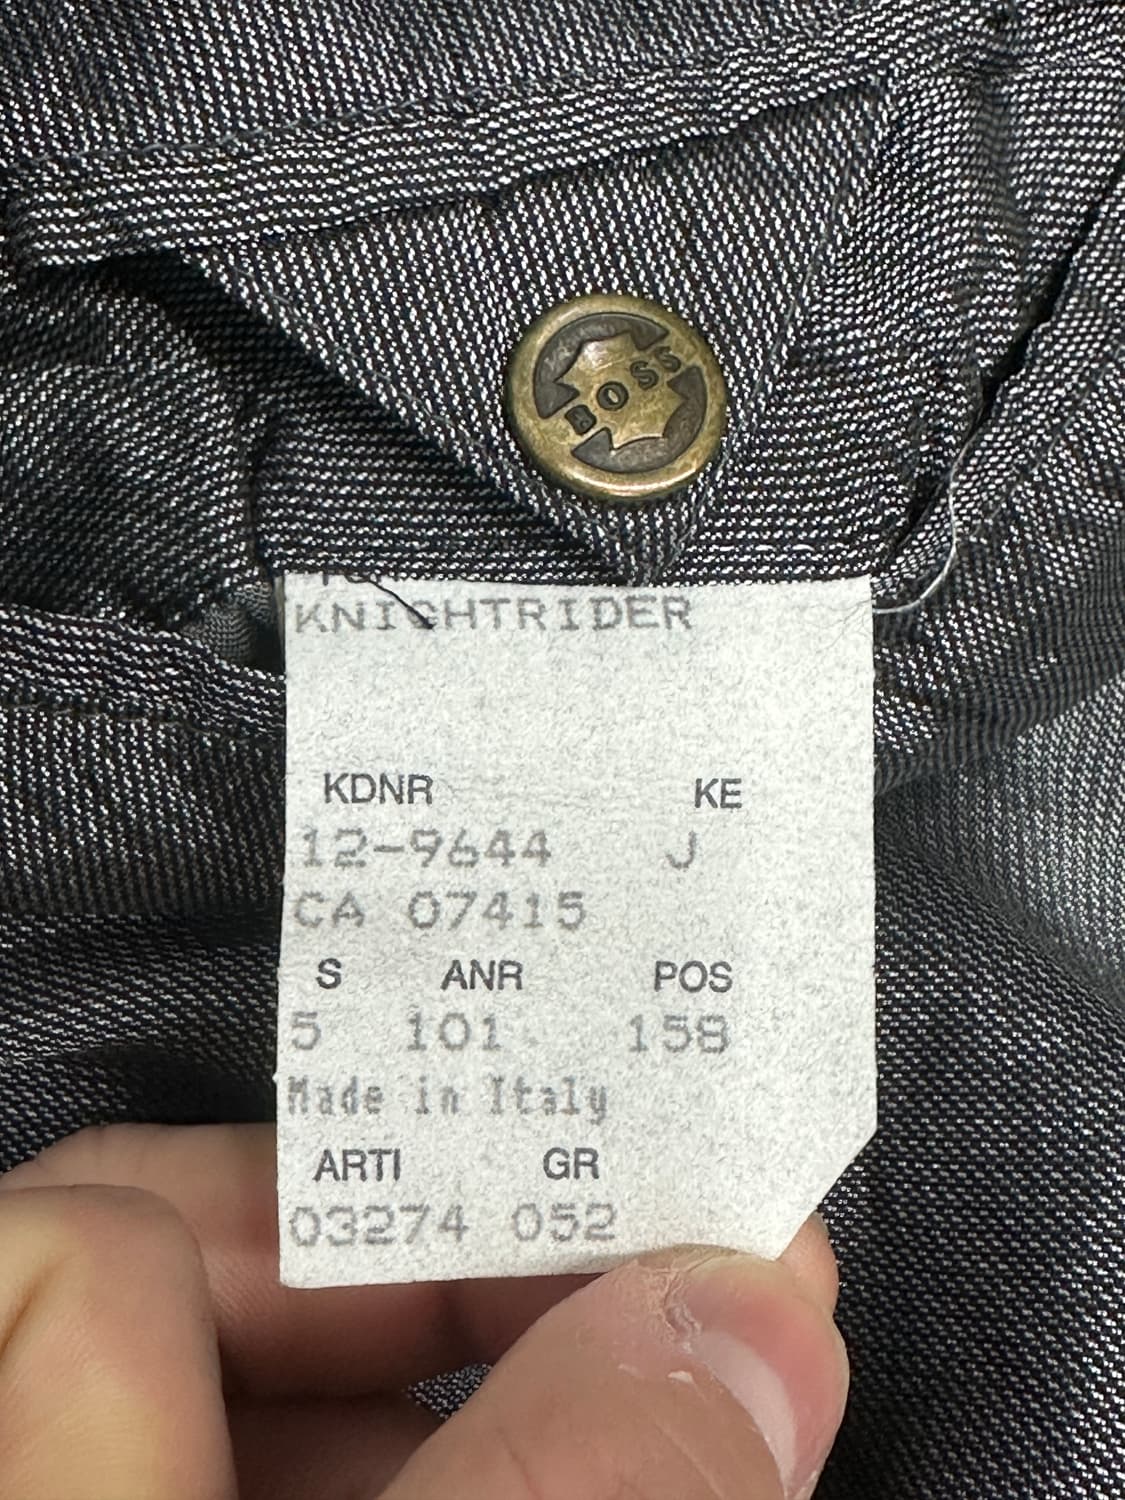 BOSS
KNIGHTRIDER
KDNR KE
12-9644 J
CA 07415
S ANR POS
5 101 158
Made in Italy
ARTI GR
03274 052